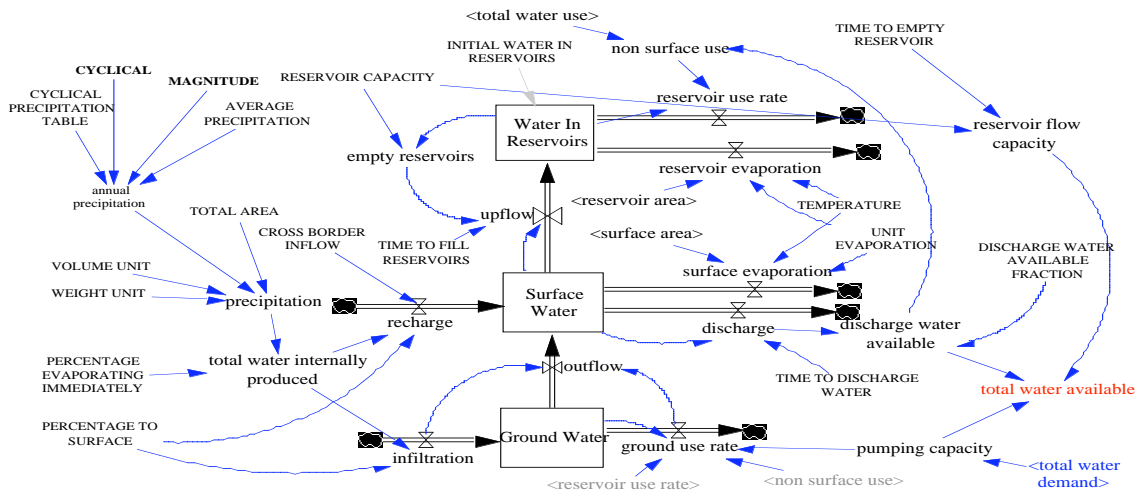 <total water use>
non surface use
TIME TO EMPTY
RESERVOIR
INITIAL WATER IN
RESERVOIRS
CYCLICAL
MAGNITUDE
RESERVOIR CAPACITY
CYCLICAL
PRECIPITATION
TABLE
AVERAGE
PRECIPITATION
reservoir use rate
Water In
Reservoirs
reservoir flow
capacity
empty reservoirs
reservoir evaporation
annual
precipitation
<reservoir area>
TEMPERATURE
TOTAL AREA
upflow
CROSS BORDER
INFLOW
TIME TO FILL
RESERVOIRS
<surface area>
UNIT
EVAPORATION
DISCHARGE WATER
AVAILABLE
FRACTION
VOLUME UNIT
WEIGHT UNIT
precipitation
surface evaporation
Surface
Water
recharge
discharge
discharge water
available
total water internally
produced
PERCENTAGE
EVAPORATING
IMMEDIATELY
outflow
TIME TO DISCHARGE
WATER
total water available
PERCENTAGE TO
SURFACE
Ground Water
infiltration
ground use rate
pumping capacity
<reservoir use rate>
<non surface use>
<total water
demand>